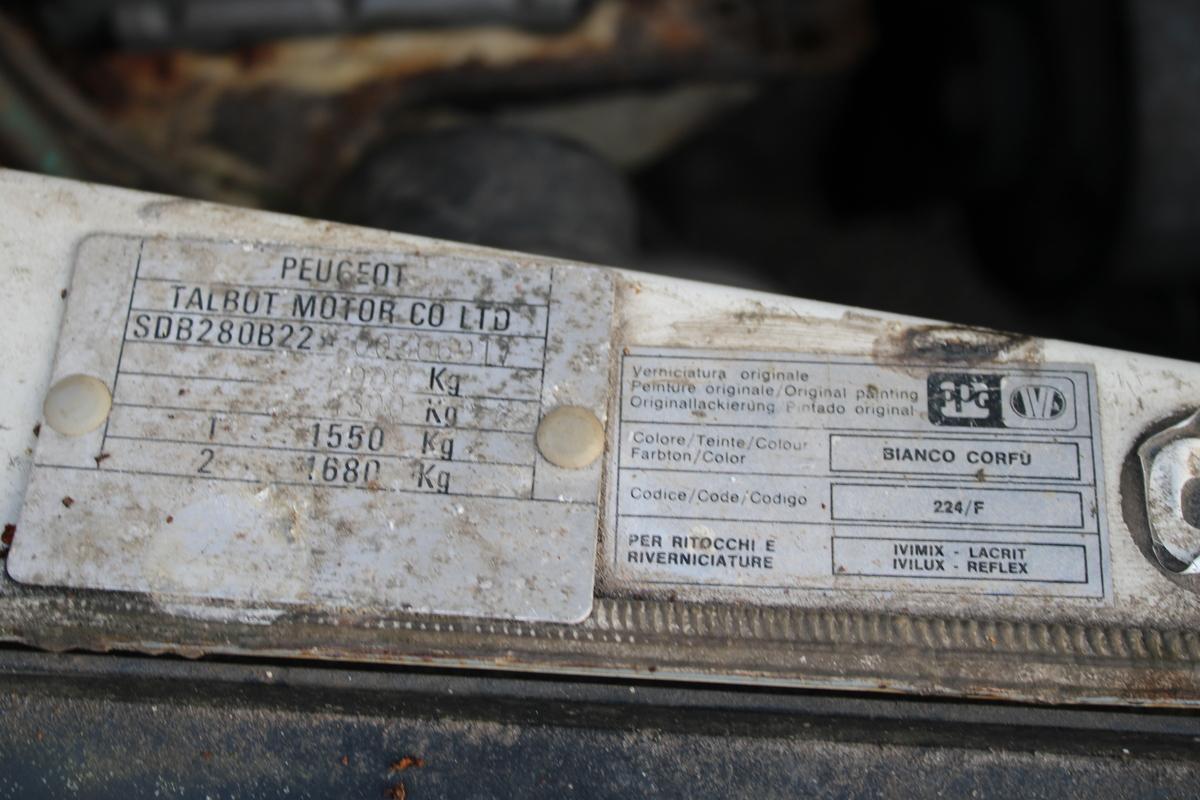 PEUGEOT
TALBOT MOTOR CO LTD
SDB280B22*
Kg
Kg
1 1550 Kg
2 1680 Kg
Verniciatura originale
Peinture originale/Original painting
Originallackierung Pintado original
PPG IVI
Colore/Teinte/Colour
Farbton/Color
BIANCO CORFÙ
Codice/Code/Codigo
224/F
PER RITOCCHI E
RIVERNICIATURE
IVIMIX - LACRIT
IVILUX - REFLEX